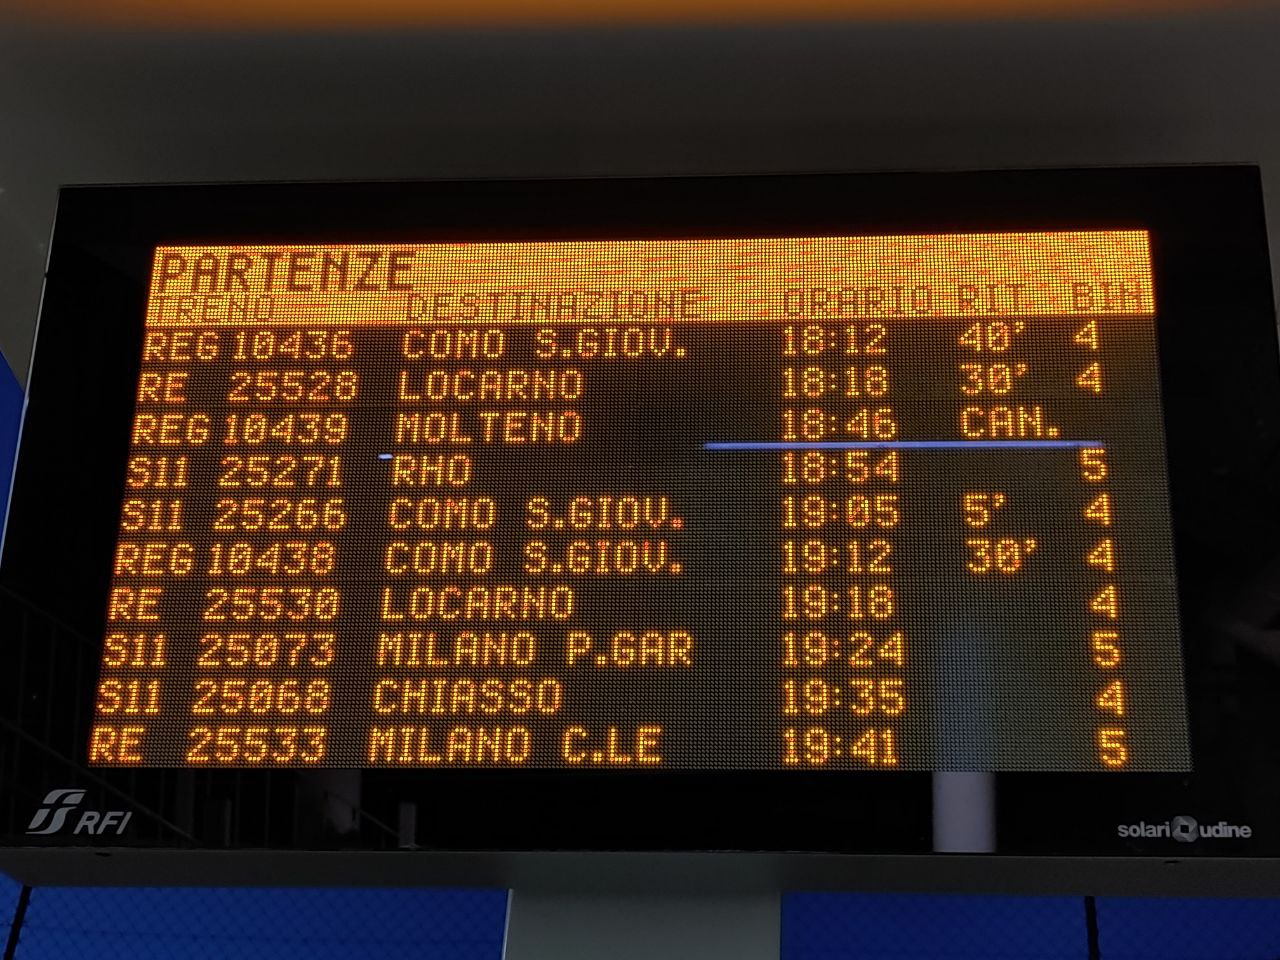 PARTENZE
TRENO DESTINAZIONE ORARIO RIT. BIN
REG 10436 COMO S.GIOV. 18:12 40' 4
RE 25528 LOCARNO 18:18 30' 4
REG 10439 MOLTENO 18:46 CAN.
S11 25271 RHO 18:54 5
S11 25266 COMO S.GIOV. 19:05 5' 4
REG 10438 COMO S.GIOV. 19:12 30' 4
RE 25530 LOCARNO 19:18 4
S11 25073 MILANO P.GAR 19:24 5
S11 25068 CHIASSO 19:35 4
RE 25533 MILANO C.LE 19:41 5
RFI
solari udine